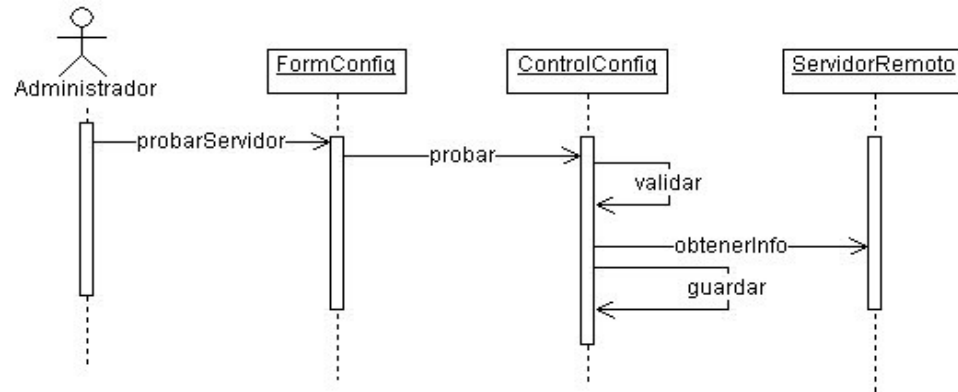 FormConfig
ControlConfig
ServidorRemoto
Administrador
probarServidor
probar
validar
obtenerInfo
guardar